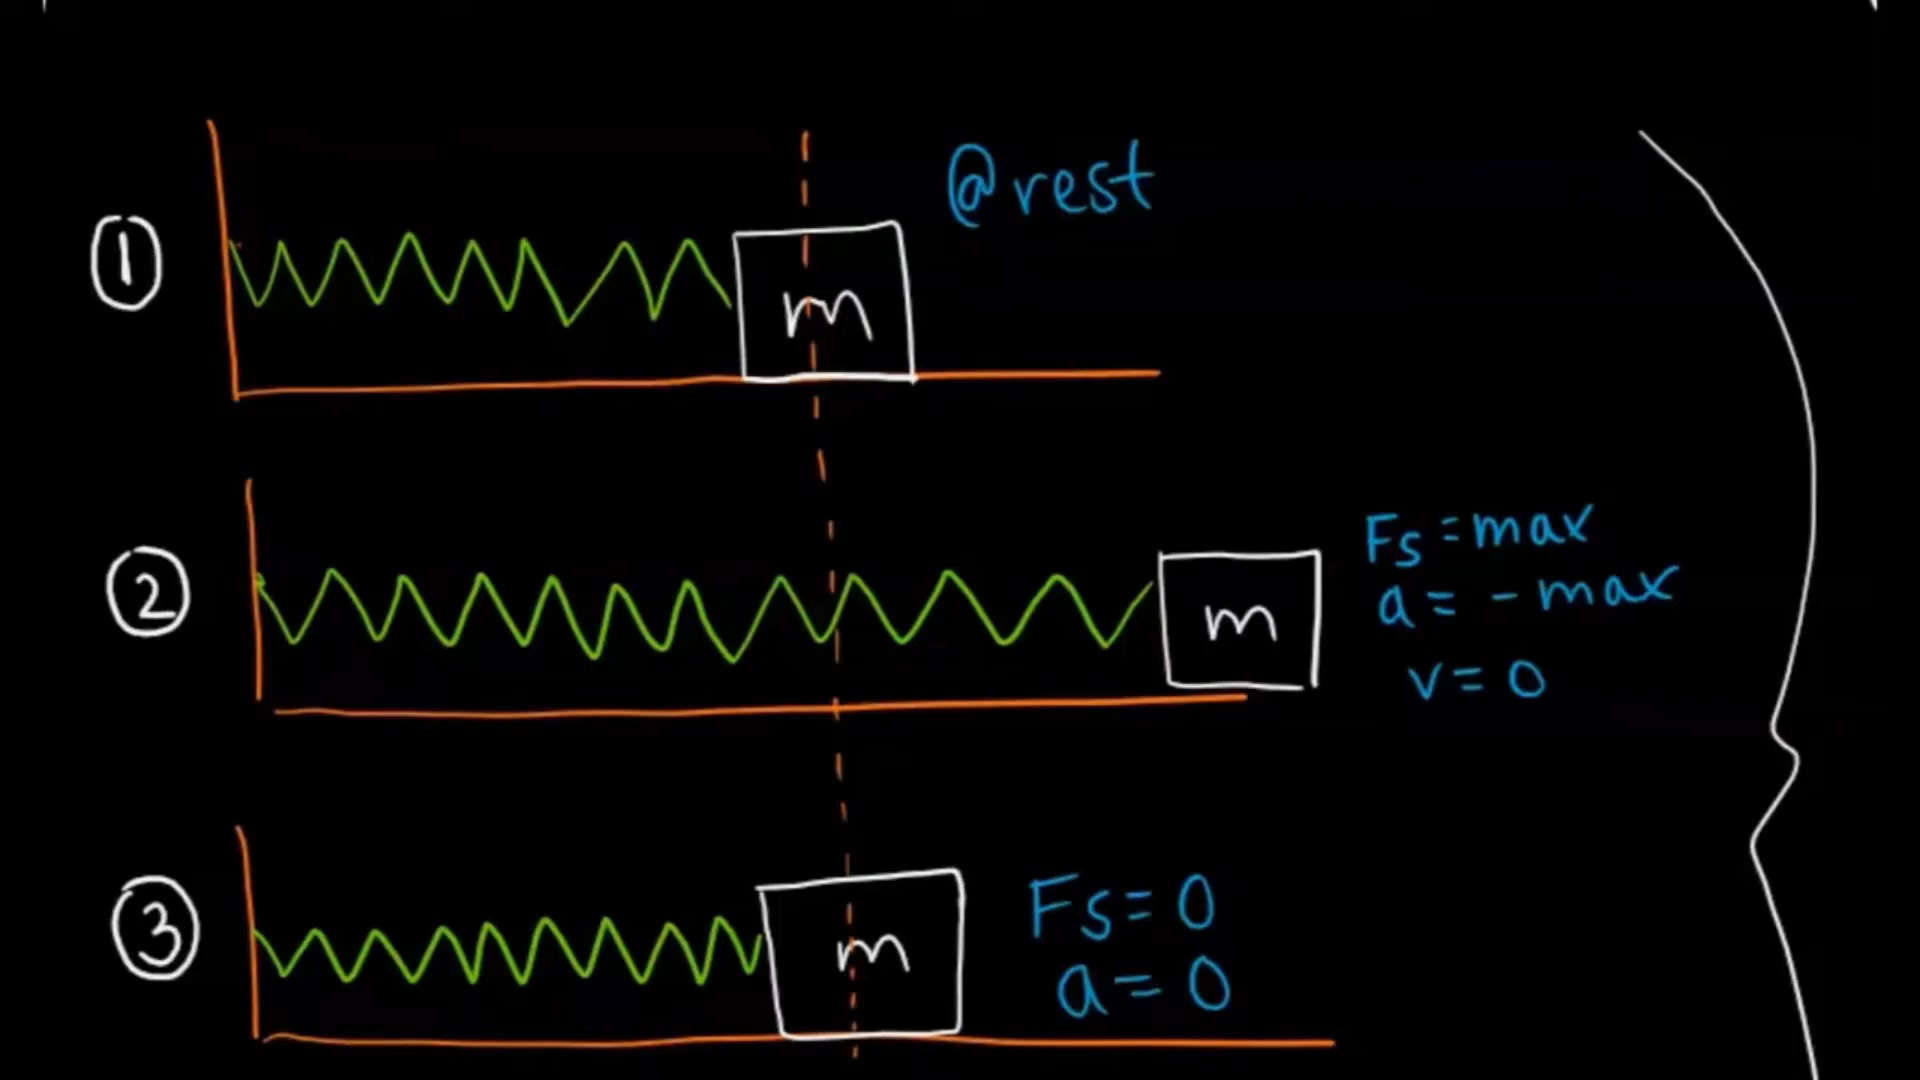 @rest
①
m
Fs = max
a = - max
②
m
v = 0
Fs = 0
③
m
a = 0